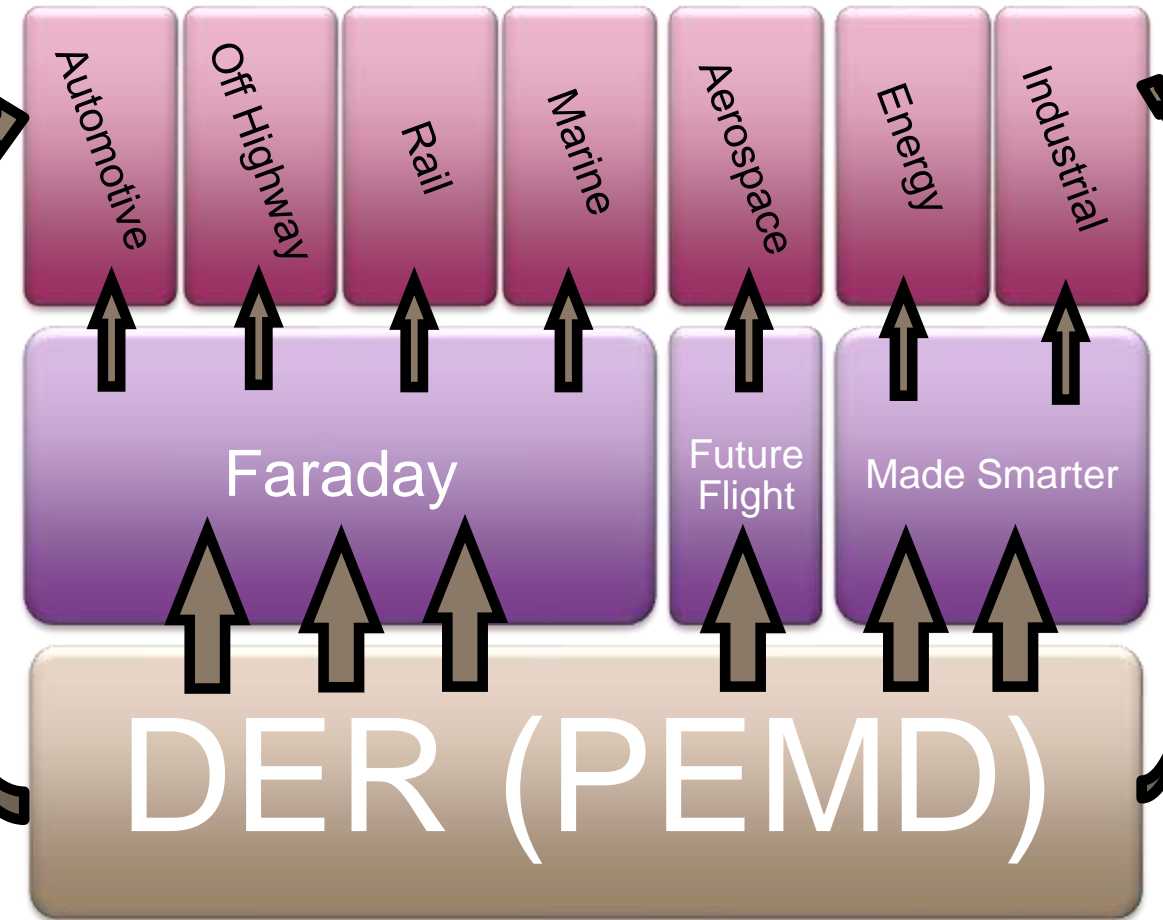 Automotive
Off Highway
Rail
Marine
Aerospace
Energy
Industrial
Faraday
Future
Flight
Made Smarter
DER (PEMD)